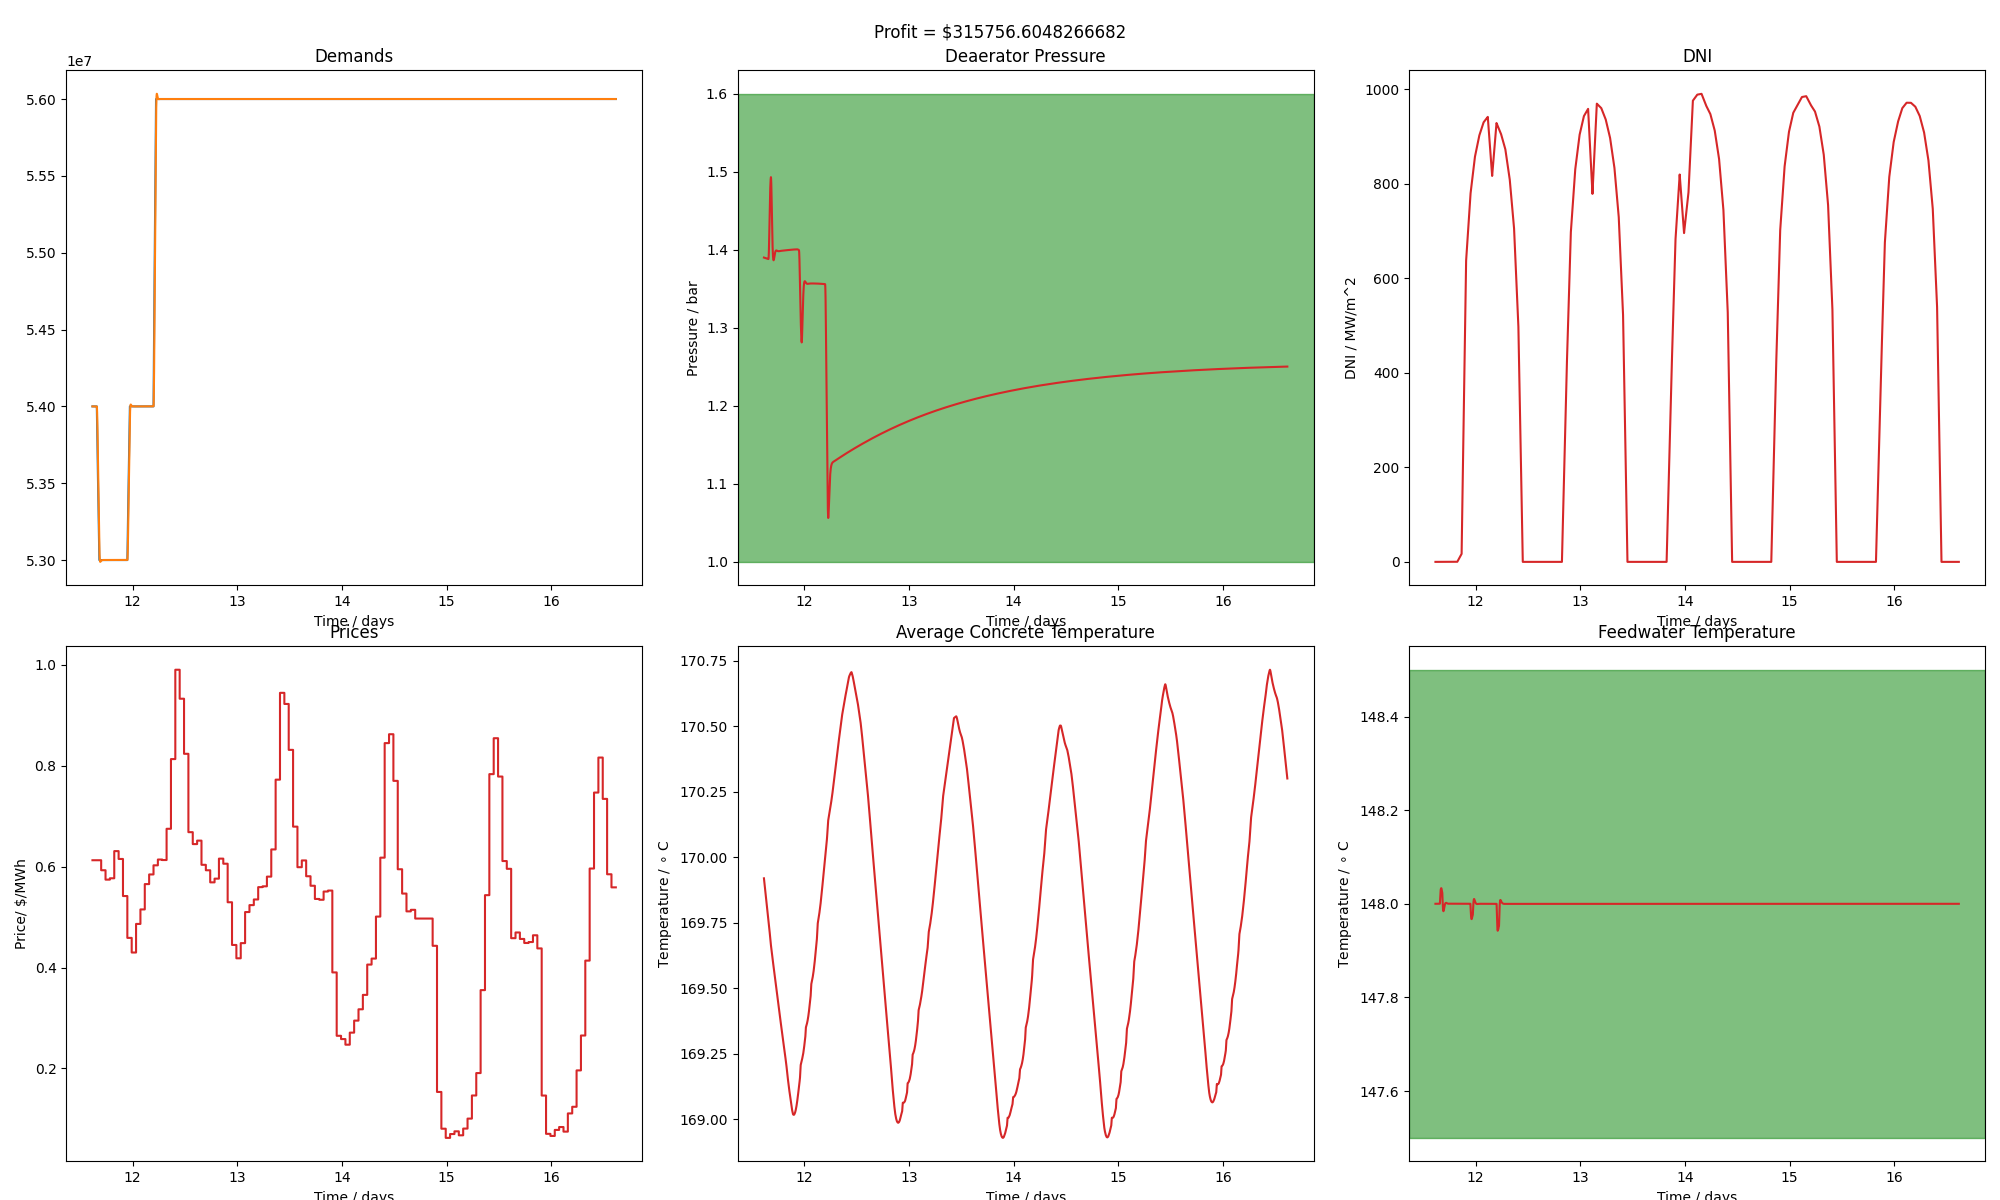 Profit = $315756.6048266682
Demands
1e7
5.60
5.55
5.50
5.45
5.40
5.35
5.30
12 13 14 15 16
Time / days
Deaerator Pressure
Pressure / bar
1.6
1.5
1.4
1.3
1.2
1.1
1.0
12 13 14 15 16
Time / days
DNI
DNI / MW/m^2
1000
800
600
400
200
0
12 13 14 15 16
Time / days
Prices
Price/ $/MWh
1.0
0.8
0.6
0.4
0.2
12 13 14 15 16
Time / days
Average Concrete Temperature
Temperature / ∘ C
170.75
170.50
170.25
170.00
169.75
169.50
169.25
169.00
12 13 14 15 16
Time / days
Feedwater Temperature
Temperature / ∘ C
148.4
148.2
148.0
147.8
147.6
12 13 14 15 16
Time / days